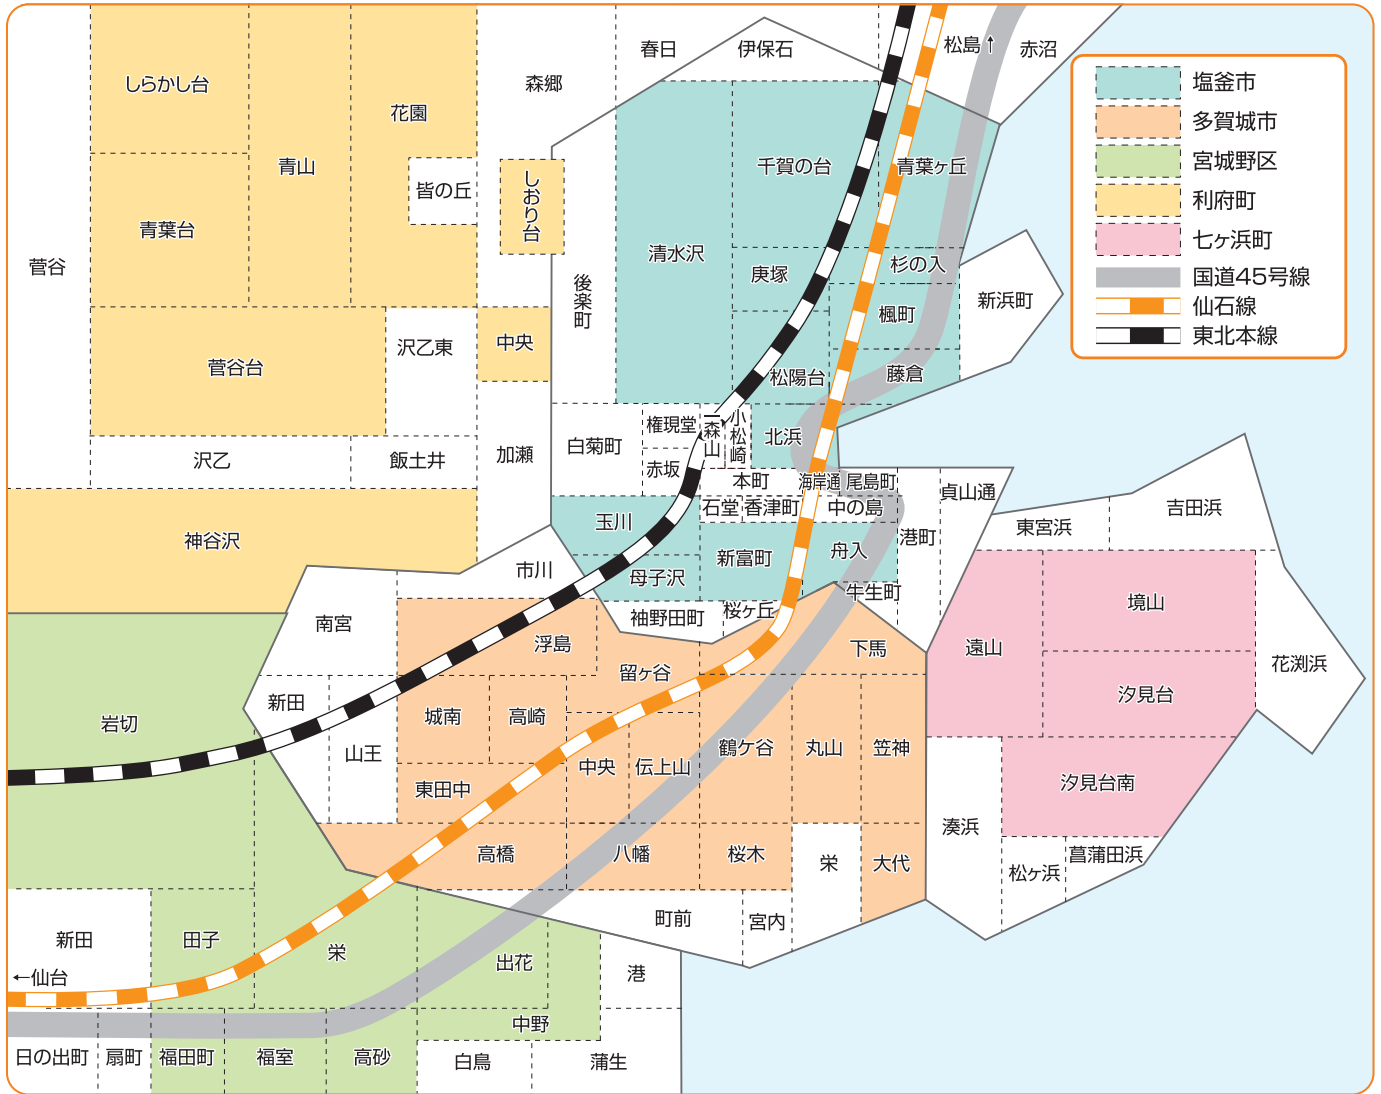 春日
伊保石
松島↑
赤沼
しらかし台
森郷
花園
青山
皆の丘
しおり台
千賀の台
青葉ヶ丘
青葉台
菅谷
清水沢
庚塚
杉の入
後楽町
新浜町
楓町
沢乙東
中央
菅谷台
松陽台
藤倉
権現堂
一森山
小松崎
北浜
白菊町
加瀬
沢乙
飯土井
赤坂
本町
海岸通
尾島町
貞山通
石堂
香津町
中の島
玉川
港町
東宮浜
吉田浜
神谷沢
新富町
舟入
市川
母子沢
牛生町
境山
袖野田町
桜ヶ丘
南宮
浮島
下馬
遠山
留ヶ谷
花渕浜
新田
汐見台
岩切
城南
高崎
山王
鶴ケ谷
丸山
笠神
中央
伝上山
東田中
汐見台南
湊浜
高橋
八幡
桜木
栄
大代
菖蒲田浜
松ヶ浜
町前
宮内
新田
田子
栄
出花
港
←仙台
中野
日の出町
扇町
福田町
福室
高砂
白鳥
蒲生
塩釜市
多賀城市
宮城野区
利府町
七ヶ浜町
国道45号線
仙石線
東北本線